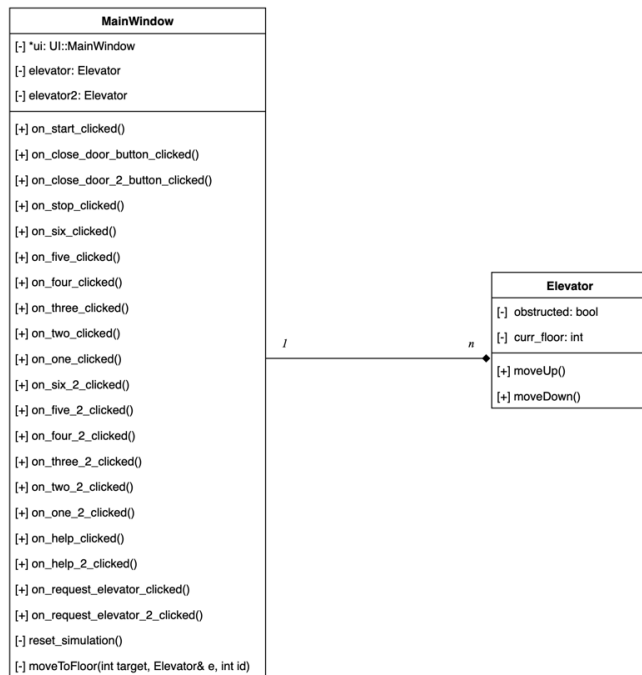 MainWindow
[-] *ui: UI::MainWindow
[-] elevator: Elevator
[-] elevator2: Elevator
[+] on_start_clicked()
[+] on_close_door_button_clicked()
[+] on_close_door_2_button_clicked()
[+] on_stop_clicked()
[+] on_six_clicked()
[+] on_five_clicked()
[+] on_four_clicked()
[+] on_three_clicked()
[+] on_two_clicked()
[+] on_one_clicked()
[+] on_six_2_clicked()
[+] on_five_2_clicked()
[+] on_four_2_clicked()
[+] on_three_2_clicked()
[+] on_two_2_clicked()
[+] on_one_2_clicked()
[+] on_help_clicked()
[+] on_help_2_clicked()
[+] on_request_elevator_clicked()
[+] on_request_elevator_2_clicked()
[-] reset_simulation()
[-] moveToFloor(int target, Elevator& e, int id)
1
n
Elevator
[-] obstructed: bool
[-] curr_floor: int
[+] moveUp()
[+] moveDown()